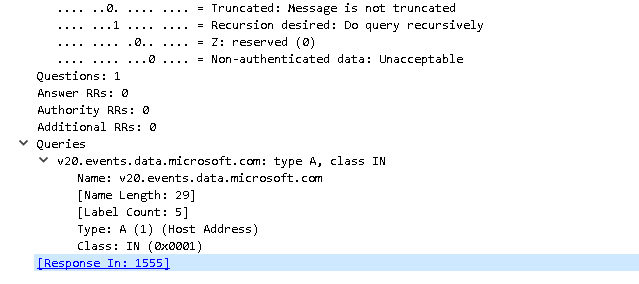 .... ..0. .... .... = Truncated: Message is not truncated
.... ...1 .... .... = Recursion desired: Do query recursively
.... .... .0.. .... = Z: reserved (0)
.... .... ...0 .... = Non-authenticated data: Unacceptable
Questions: 1
Answer RRs: 0
Authority RRs: 0
Additional RRs: 0
Queries
v20.events.data.microsoft.com: type A, class IN
Name: v20.events.data.microsoft.com
[Name Length: 29]
[Label Count: 5]
Type: A (1) (Host Address)
Class: IN (0x0001)
[Response In: 1555]